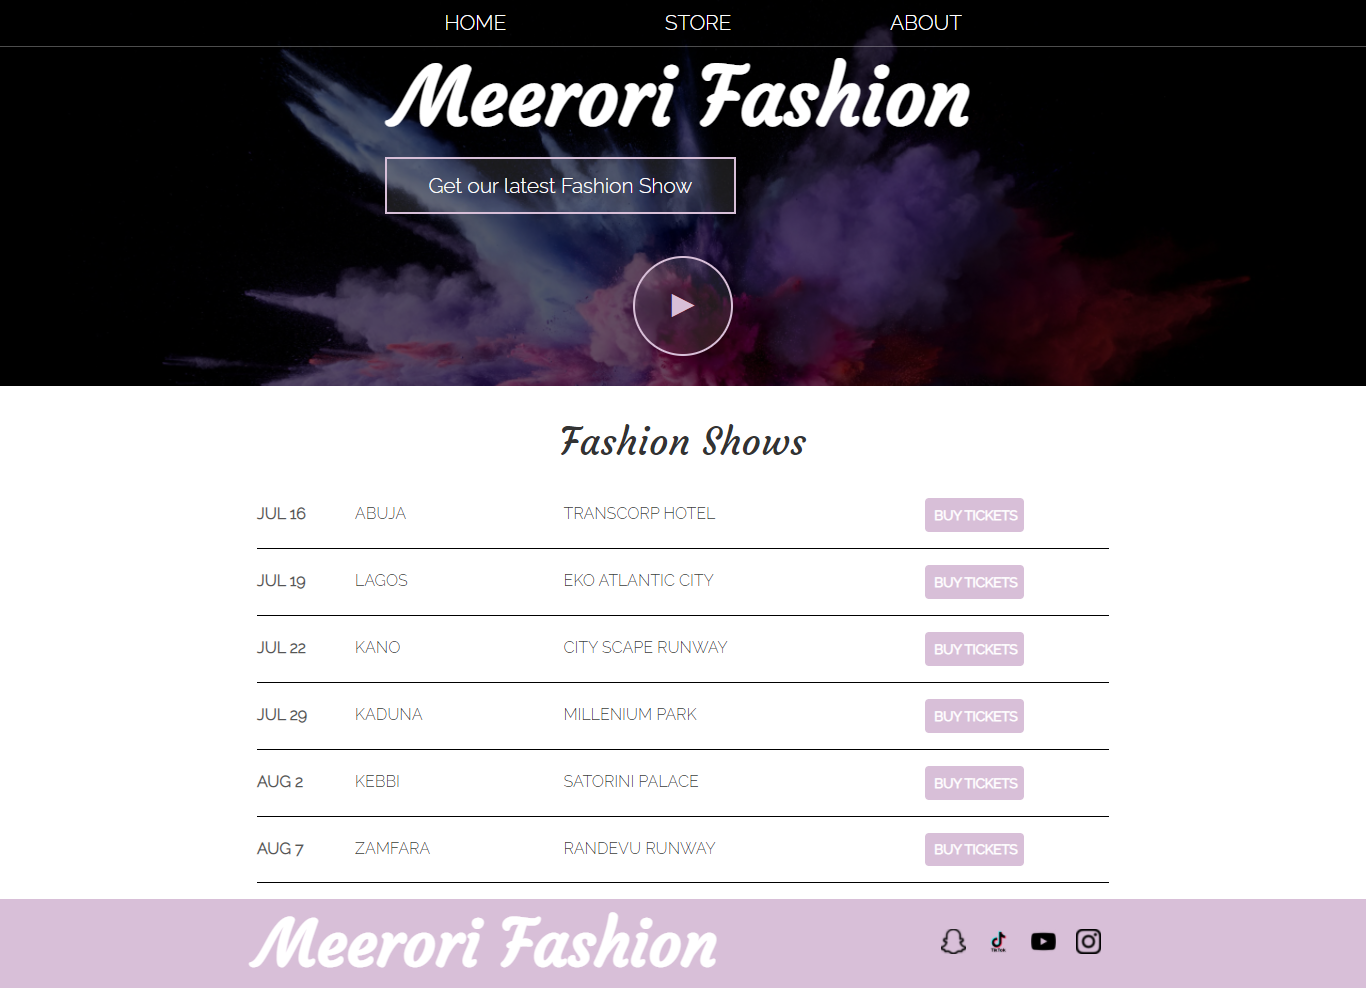 HOME STORE ABOUT
Meerori Fashion
Get our latest Fashion Show
Fashion Shows
JUL 16 ABUJA TRANSCORP HOTEL BUY TICKETS
JUL 19 LAGOS EKO ATLANTIC CITY BUY TICKETS
JUL 22 KANO CITY SCAPE RUNWAY BUY TICKETS
JUL 29 KADUNA MILLENIUM PARK BUY TICKETS
AUG 2 KEBBI SATORINI PALACE BUY TICKETS
AUG 7 ZAMFARA RANDEVU RUNWAY BUY TICKETS
Meerori Fashion
TikTok